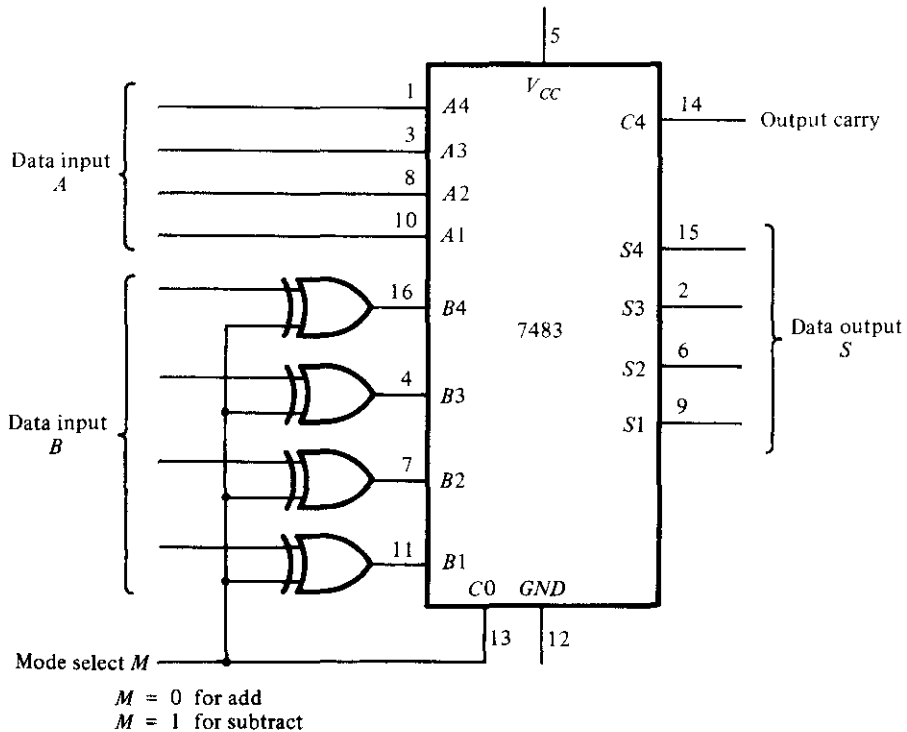 5
V_CC
1
A4
14
C4
Output carry
3
A3
Data input
A
8
A2
10
A1
15
S4
16
B4
2
S3
7483
Data output
S
6
S2
4
B3
9
S1
Data input
B
7
B2
11
B1
C0
GND
13
12
Mode select M
M = 0 for add
M = 1 for subtract